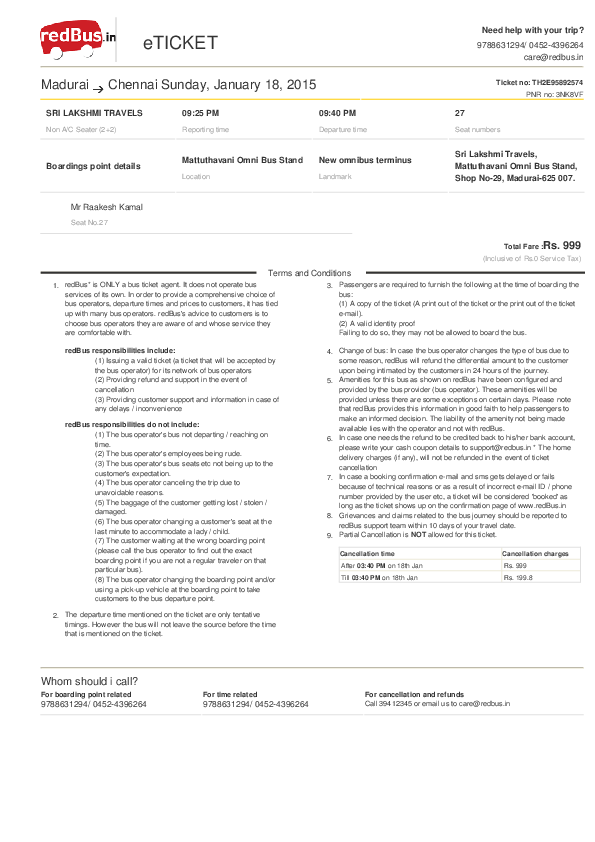 redBus.in
eTICKET
Need help with your trip?
9788631294/ 0452-4396264
care@redbus.in
Madurai → Chennai Sunday, January 18, 2015
Ticket no: TH2E95892574
PNR no: 3NK8VF
SRI LAKSHMI TRAVELS
Non A/C Seater (2+2)
09:25 PM
Reporting time
09:40 PM
Departure time
27
Seat numbers
Boardings point details
Mattuthavani Omni Bus Stand
Location
New omnibus terminus
Landmark
Sri Lakshmi Travels,
Mattuthavani Omni Bus Stand,
Shop No-29, Madurai-625 007.
Mr Raakesh Kamal
Seat No.27
Total Fare :Rs. 999
(Inclusive of Rs.0 Service Tax)
Terms and Conditions
1. redBus* is ONLY a bus ticket agent. It does not operate bus
services of its own. In order to provide a comprehensive choice of
bus operators, departure times and prices to customers, it has tied
up with many bus operators. redBus's advice to customers is to
choose bus operators they are aware of and whose service they
are comfortable with.
redBus responsibilities include:
(1) Issuing a valid ticket (a ticket that will be accepted
by the bus operator) for its network of bus operators
(2) Providing refund and support in the event of
cancellation
(3) Providing customer support and information in case of
any delays / inconvenience
redBus responsibilities do not include:
(1) The bus operator's bus not departing / reaching on
time.
(2) The bus operator's employees being rude.
(3) The bus operator's bus seats etc not being up to the
customer's expectation.
(4) The bus operator canceling the trip due to
unavoidable reasons.
(5) The baggage of the customer getting lost / stolen /
damaged.
(6) The bus operator changing a customer's seat at the
last minute to accommodate a lady / child.
(7) The customer waiting at the wrong boarding point
(please call the bus operator to find out the exact
boarding point if you are not a regular traveler on that
particular bus).
(8) The bus operator changing the boarding point and/or
using a pick-up vehicle at the boarding point to take
customers to the bus departure point.
2. The departure time mentioned on the ticket are only tentative
timings. However the bus will not leave the source before the time
that is mentioned on the ticket.
3. Passengers are required to furnish the following at the time of boarding the
bus:
(1) A copy of the ticket (A print out of the ticket or the print out of the ticket
e-mail).
(2) A valid identity proof
Failing to do so, they may not be allowed to board the bus.
4. Change of bus: In case the bus operator changes the type of bus due to
some reason, redBus will refund the differential amount to the customer
upon being intimated by the customers in 24 hours of the journey.
5. Amenities for this bus as shown on redBus have been configured and
provided by the bus provider (bus operator). These amenities will be
provided unless there are some exceptions on certain days. Please note
that redBus provides this information in good faith to help passengers to
make an informed decision. The liability of the amenity not being made
available lies with the operator and not with redBus.
6. In case one needs the refund to be credited back to his/her bank account,
please write your cash coupon details to support@redbus.in * The home
delivery charges (if any), will not be refunded in the event of ticket
cancellation
7. In case a booking confirmation e-mail and sms gets delayed or fails
because of technical reasons or as a result of incorrect e-mail ID / phone
number provided by the user etc, a ticket will be considered 'booked' as
long as the ticket shows up on the confirmation page of www.redBus.in
8. Grievances and claims related to the bus journey should be reported to
redBus support team within 10 days of your travel date.
9. Partial Cancellation is NOT allowed for this ticket.
Cancellation time Cancellation charges
After 03:40 PM on 18th Jan Rs. 999
Till 03:40 PM on 18th Jan Rs. 199.8
Whom should i call?
For boarding point related
9788631294/ 0452-4396264
For time related
9788631294/ 0452-4396264
For cancellation and refunds
Call 39412345 or email us to care@redbus.in